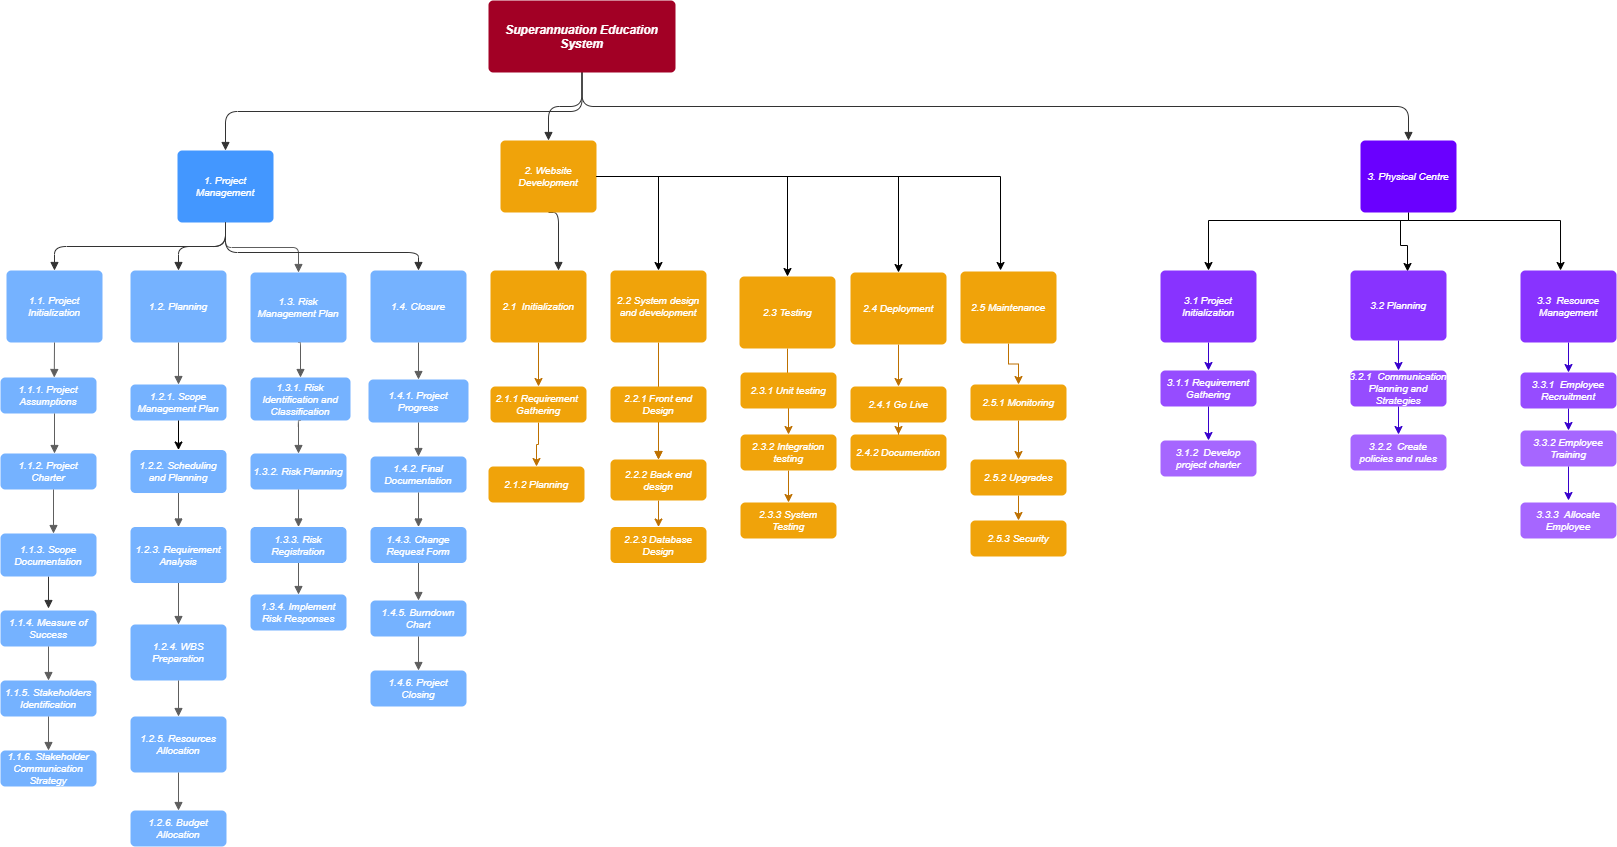 Superannuation Education
System
1. Project
Management
2. Website
Development
3. Physical Centre
1.1. Project
Initialization
1.2. Planning
1.3. Risk
Management Plan
1.4. Closure
2.1 Initialization
2.2 System design
and development
2.3 Testing
2.4 Deployment
2.5 Maintenance
3.1 Project
Initialization
3.2 Planning
3.3 Resource
Management
1.1.1. Project
Assumptions
1.1.2. Project
Charter
1.1.3. Scope
Documentation
1.1.4. Measure of
Success
1.1.5. Stakeholders
Identification
1.1.6. Stakeholder
Communication
Strategy
1.2.1. Scope
Management Plan
1.2.2. Scheduling
and Planning
1.2.3. Requirement
Analysis
1.2.4. WBS
Preparation
1.2.5. Resources
Allocation
1.2.6. Budget
Allocation
1.3.1. Risk
Identification and
Classification
1.3.2. Risk Planning
1.3.3. Risk
Registration
1.3.4. Implement
Risk Responses
1.4.1. Project
Progress
1.4.2. Final
Documentation
1.4.3. Change
Request Form
1.4.5. Burndown
Chart
1.4.6. Project
Closing
2.1.1 Requirement
Gathering
2.1.2 Planning
2.2.1 Front end
Design
2.2.2 Back end
design
2.2.3 Database
Design
2.3.1 Unit testing
2.3.2 Integration
testing
2.3.3 System
Testing
2.4.1 Go Live
2.4.2 Documention
2.5.1 Monitoring
2.5.2 Upgrades
2.5.3 Security
3.1.1 Requirement
Gathering
3.1.2 Develop
project charter
3.2.1 Communication
Planning and
Strategies
3.2.2 Create
policies and rules
3.3.1 Employee
Recruitment
3.3.2 Employee
Training
3.3.3 Allocate
Employee